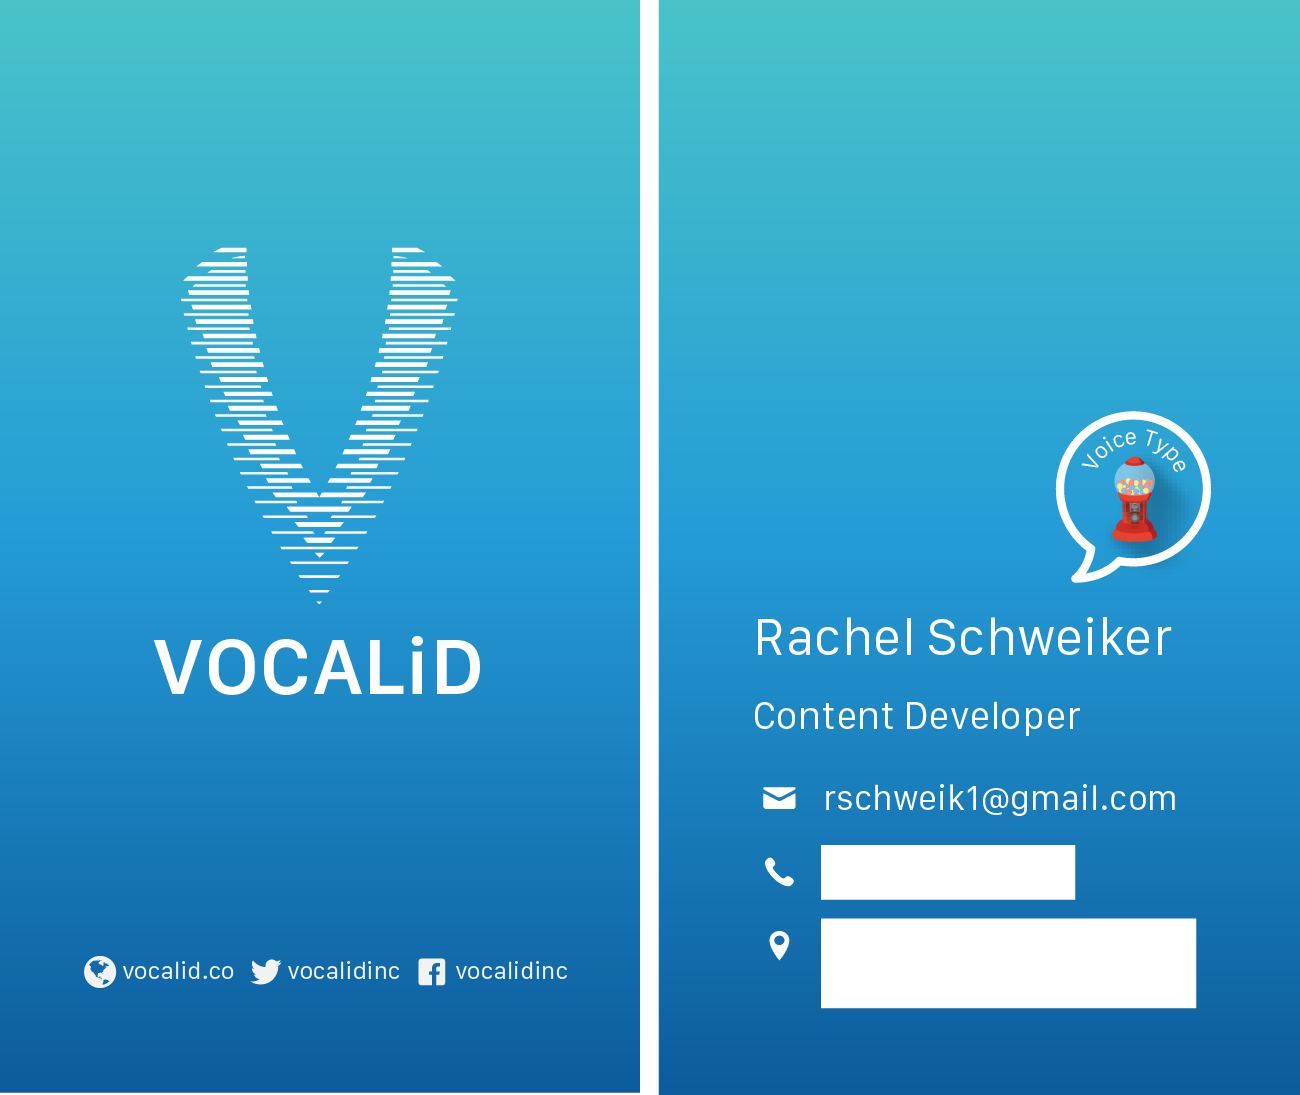 VOCALiD
vocalid.co vocalidinc vocalidinc
Voice Type
Rachel Schweiker
Content Developer
rschweik1@gmail.com